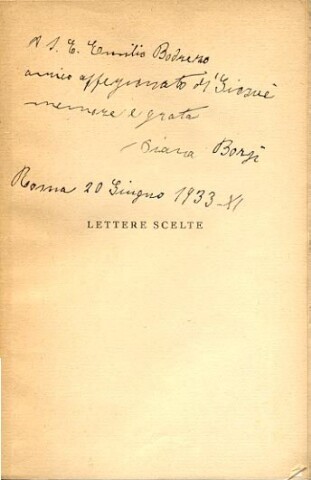 A S. E. Emilio Bodrero
amico affezionato di Giosuè
memore e grata
Diana Borgi
Roma 20 Giugno 1933-XI
LETTERE SCELTE